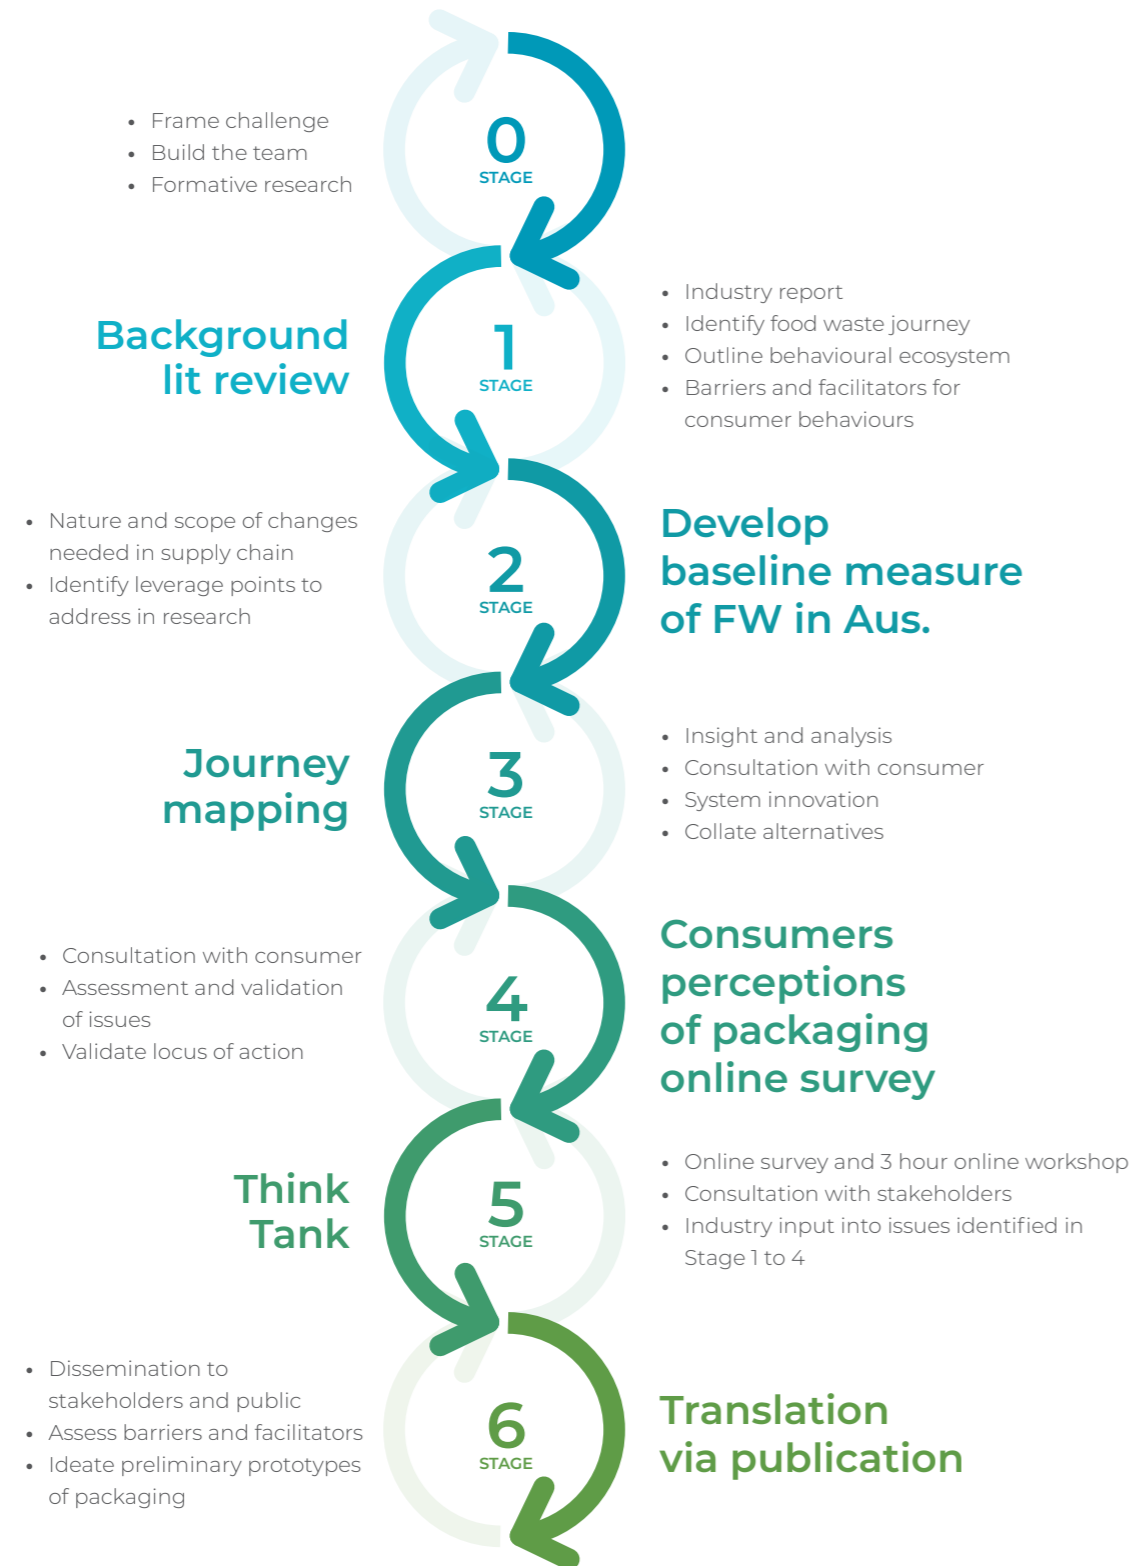 • Frame challenge
• Build the team
• Formative research
0
STAGE
Background
lit review
1
STAGE
• Industry report
• Identify food waste journey
• Outline behavioural ecosystem
• Barriers and facilitators for
consumer behaviours
• Nature and scope of changes
needed in supply chain
• Identify leverage points to
address in research
2
STAGE
Develop
baseline measure
of FW in Aus.
Journey
mapping
3
STAGE
• Insight and analysis
• Consultation with consumer
• System innovation
• Collate alternatives
• Consultation with consumer
• Assessment and validation
of issues
• Validate locus of action
4
STAGE
Consumers
perceptions
of packaging
online survey
Think
Tank
5
STAGE
• Online survey and 3 hour online workshop
• Consultation with stakeholders
• Industry input into issues identified in
Stage 1 to 4
• Dissemination to
stakeholders and public
• Assess barriers and facilitators
• Ideate preliminary prototypes
of packaging
6
STAGE
Translation
via publication